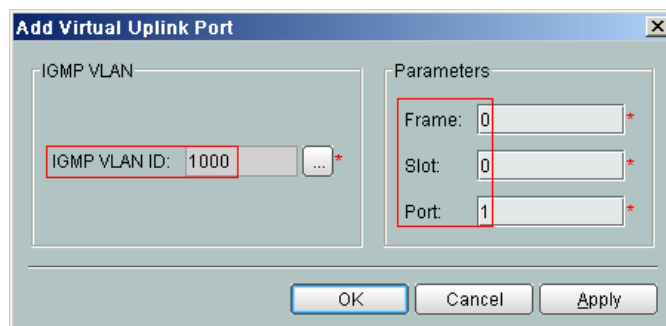 Add Virtual Uplink Port
IGMP VLAN
IGMP VLAN ID: 1000 ... *
Parameters
Frame: 0 *
Slot: 0 *
Port: 1 *
OK Cancel Apply